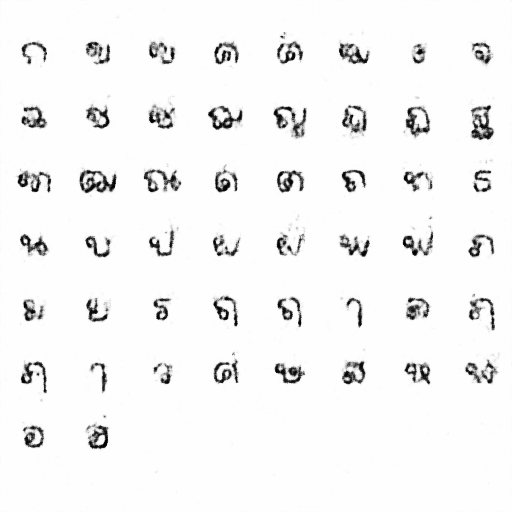 ก ข ฃ ค ฅ ฆ ง จ
ฉ ช ซ ฌ ญ ฎ ฏ ฐ
ฑ ฒ ณ ด ต ถ ท ธ
น บ ป ผ ฝ พ ฟ ภ
ม ย ร ฤ ฤ ๅ ล ฦ
ฦ ๅ ว ศ ษ ส ห ฬ
อ ฮ